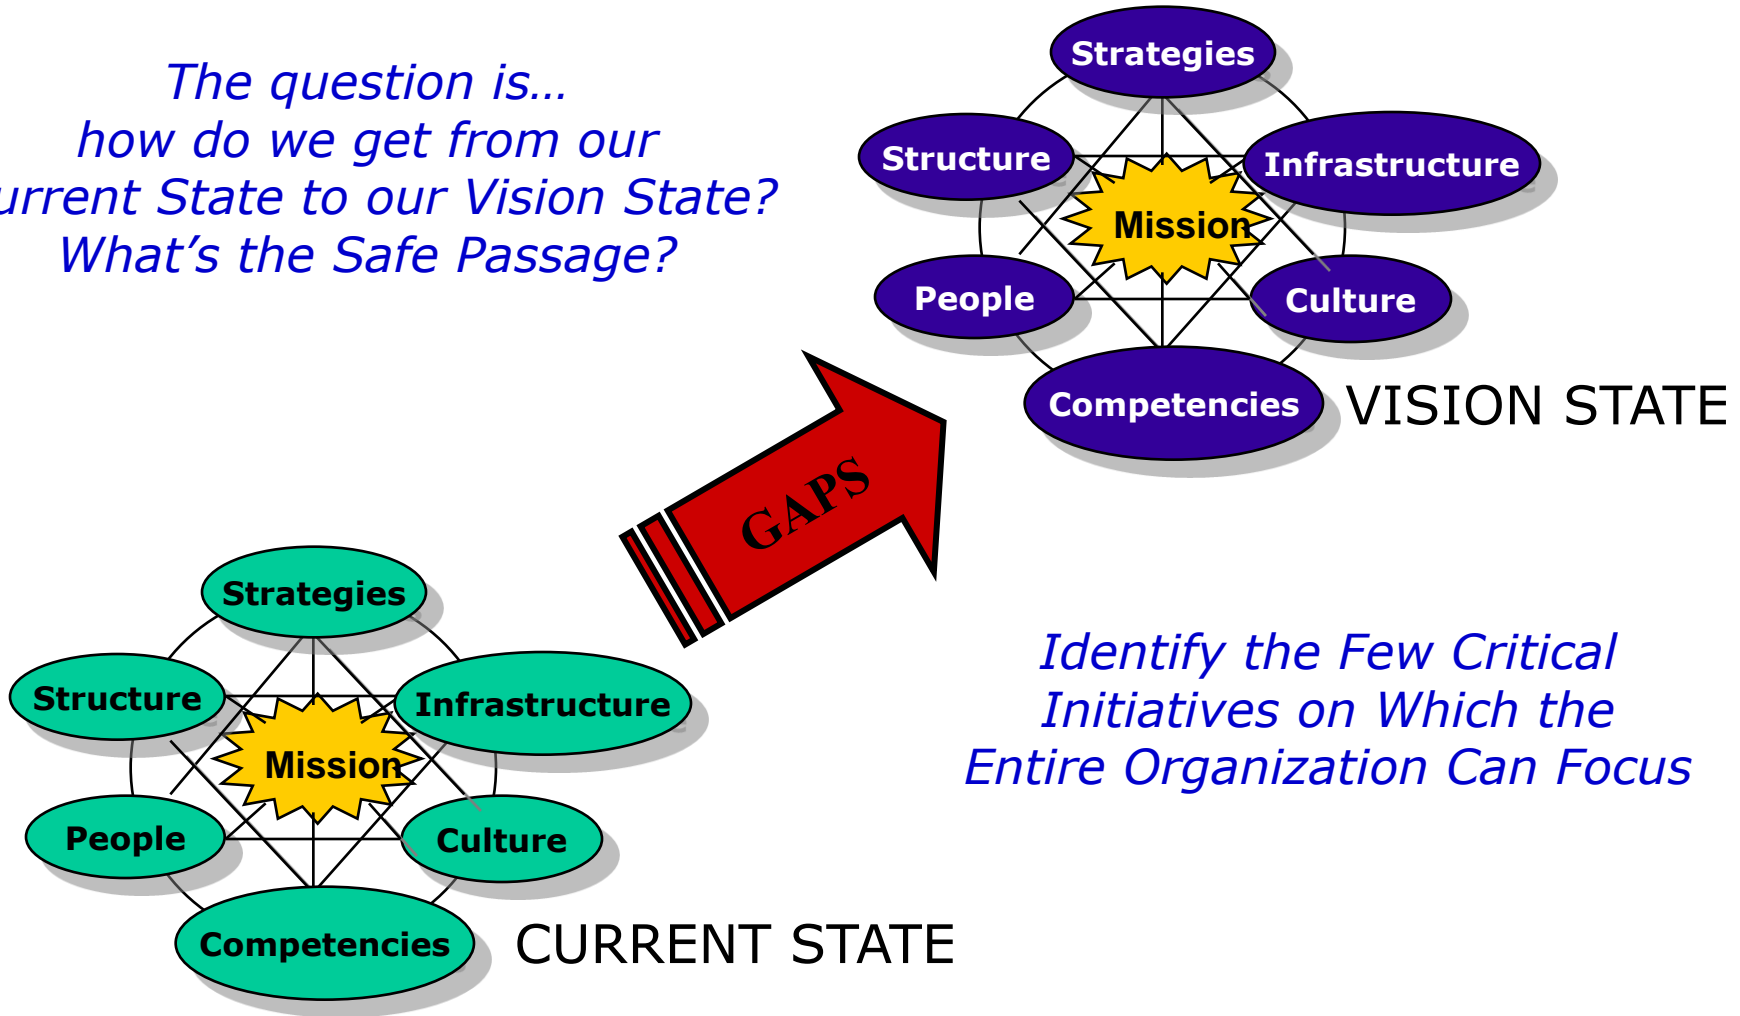 The question is...
how do we get from our
urrent State to our Vision State?
What's the Safe Passage?
Strategies
Structure
Infrastructure
Mission
People
Culture
Competencies
VISION STATE
GAPS
Strategies
Structure
Infrastructure
Mission
People
Culture
Competencies
CURRENT STATE
Identify the Few Critical
Initiatives on Which the
Entire Organization Can Focus